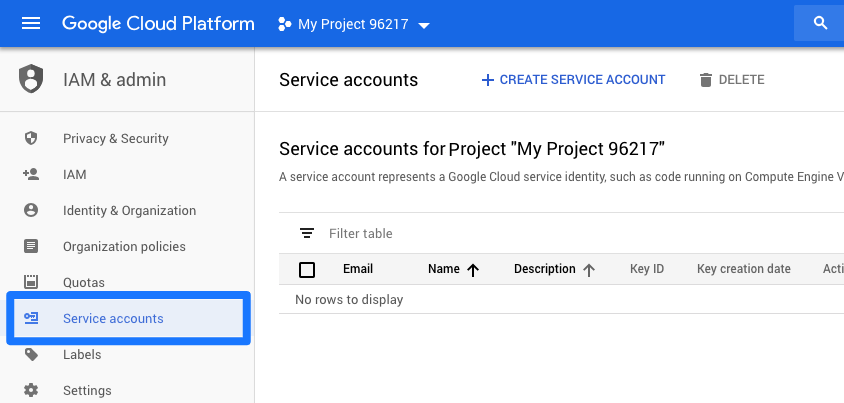 Google Cloud Platform My Project 96217
IAM & admin
Service accounts CREATE SERVICE ACCOUNT DELETE
Privacy & Security
IAM
Identity & Organization
Organization policies
Quotas
Service accounts
Labels
Settings
Service accounts for Project "My Project 96217"
A service account represents a Google Cloud service identity, such as code running on Compute Engine V
Filter table
Email Name Description Key ID Key creation date Acti
No rows to display